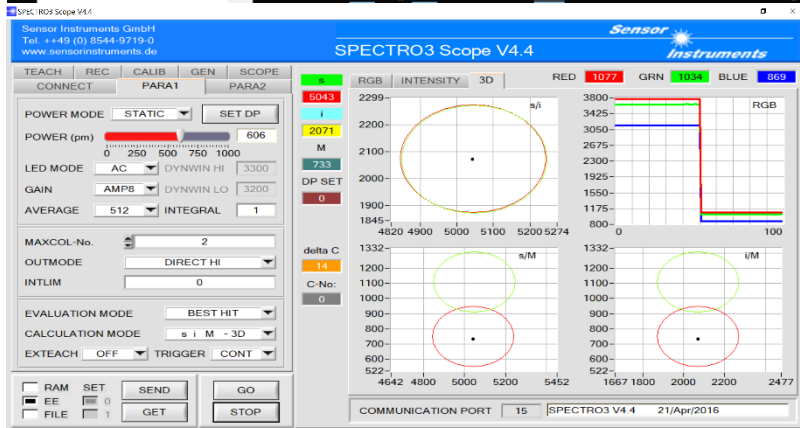 SPECTRO3 Scope V4.4
Sensor Instruments GmbH
Tel. ++49 (0) 8544-9719-0
www.sensorinstruments.de
SPECTRO3 Scope V4.4
Sensor
Instruments
TEACH REC CALIB GEN SCOPE
CONNECT PARA1 PARA2
POWER MODE STATIC SET DP
POWER (pm) 606
0 250 500 750 1000
LED MODE AC DYNWIN HI 3300
GAIN AMP8 DYNWIN LO 3200
AVERAGE 512 INTEGRAL 1
MAXCOL-No. 2
OUTMODE DIRECT HI
INTLIM 0
EVALUATION MODE BEST HIT
CALCULATION MODE s i M - 3D
EXTEACH OFF TRIGGER CONT
RAM SET SEND GO
EE 0
FILE 1 GET STOP
s
5043
i
2071
M
733
DP SET
0
delta C
14
C-No:
0
RGB INTENSITY 3D RED 1077 GRN 1034 BLUE 869
s/i
2299
2200
2100
2000
1900
1845
4820 4900 5000 5100 5200 5274
RGB
3800
3425
3050
2675
2300
1925
1550
1175
800
0 100
s/M
1332
1200
1100
1000
900
800
700
600
522
4642 4800 5000 5200 5452
i/M
1332
1200
1100
1000
900
800
700
600
522
1667 1800 2000 2200 2477
COMMUNICATION PORT 15 SPECTRO3 V4.4 21/Apr/2016